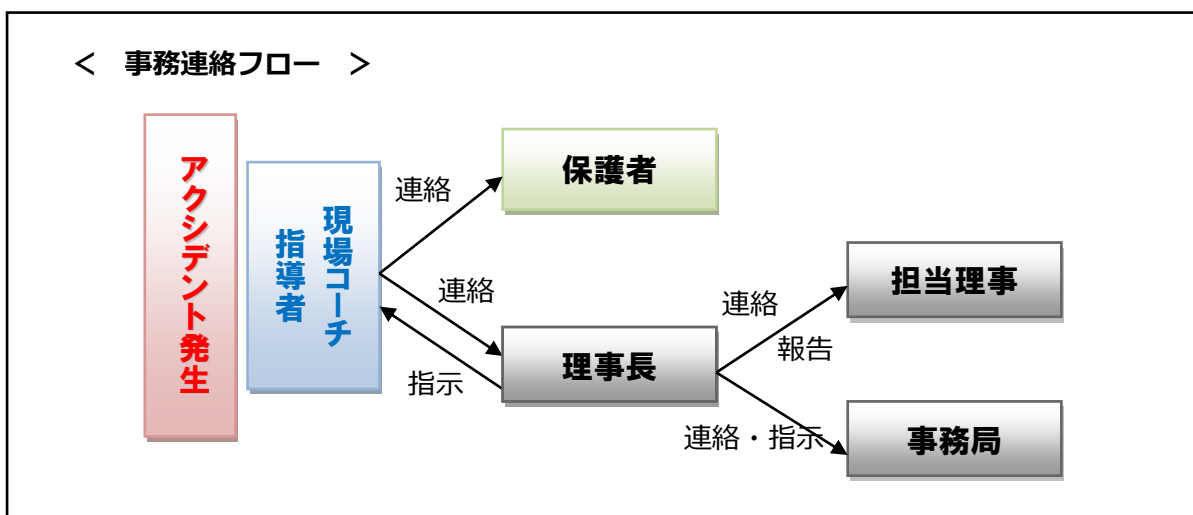 ＜　事務連絡フロー　＞
アクシデント発生
現場コーチ
指導者
連絡
保護者
連絡
指示
理事長
連絡
報告
担当理事
連絡・指示
事務局